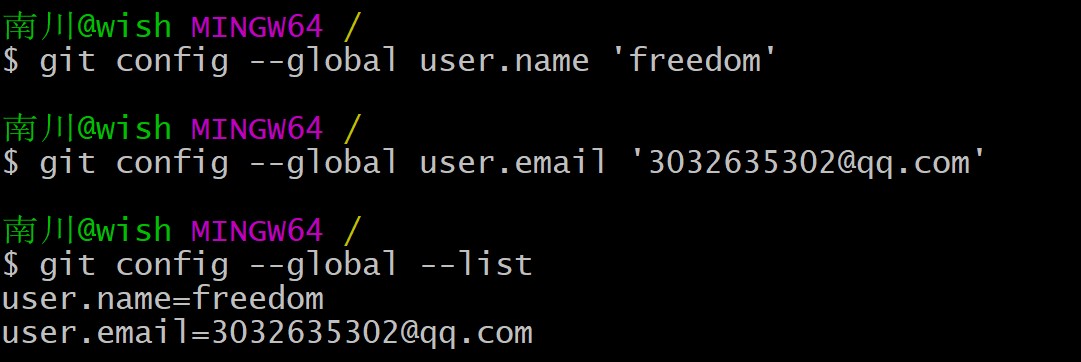 南川@wish MINGW64 /
$ git config --global user.name 'freedom'
南川@wish MINGW64 /
$ git config --global user.email '3032635302@qq.com'
南川@wish MINGW64 /
$ git config --global --list
user.name=freedom
user.email=3032635302@qq.com